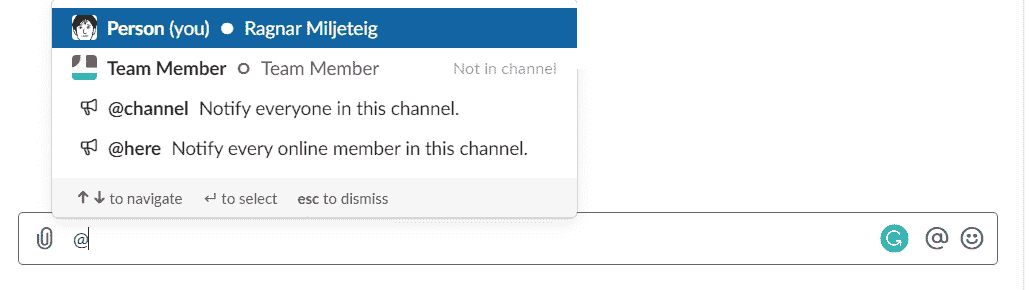 Person (you) Ragnar Miljeteig
Team Member Team Member Not in channel
@channel Notify everyone in this channel.
@here Notify every online member in this channel.
↑ ↓ to navigate ↵ to select esc to dismiss
@